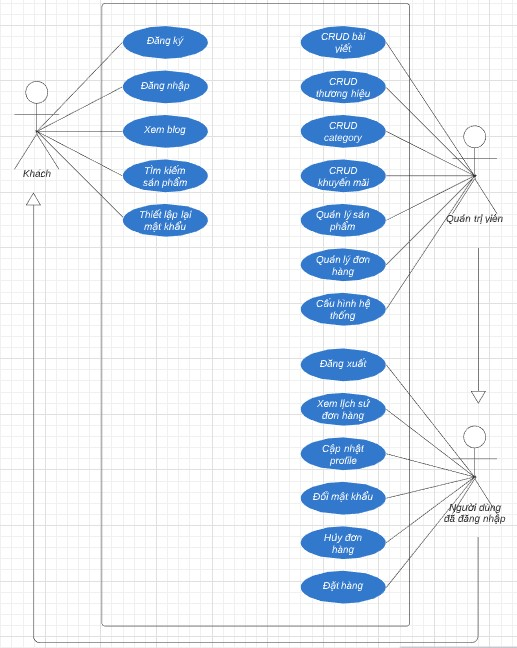 Đăng ký
Đăng nhập
Xem blog
Tìm kiếm
sản phẩm
Thiết lập lại
mật khẩu
Khách
CRUD bài
viết
CRUD
thương hiệu
CRUD
category
CRUD
khuyến mãi
Quản lý sản
phẩm
Quản lý đơn
hàng
Cấu hình hệ
thống
Quản trị viên
Đăng xuất
Xem lịch sử
đơn hàng
Cập nhật
profile
Đổi mật khẩu
Hủy đơn
hàng
Đặt hàng
Người dùng
đã đăng nhập